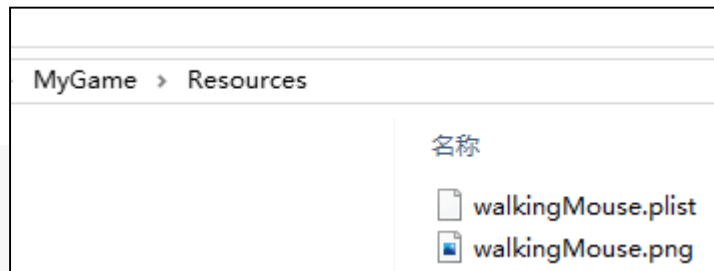 MyGame > Resources
名称
walkingMouse.plist
walkingMouse.png